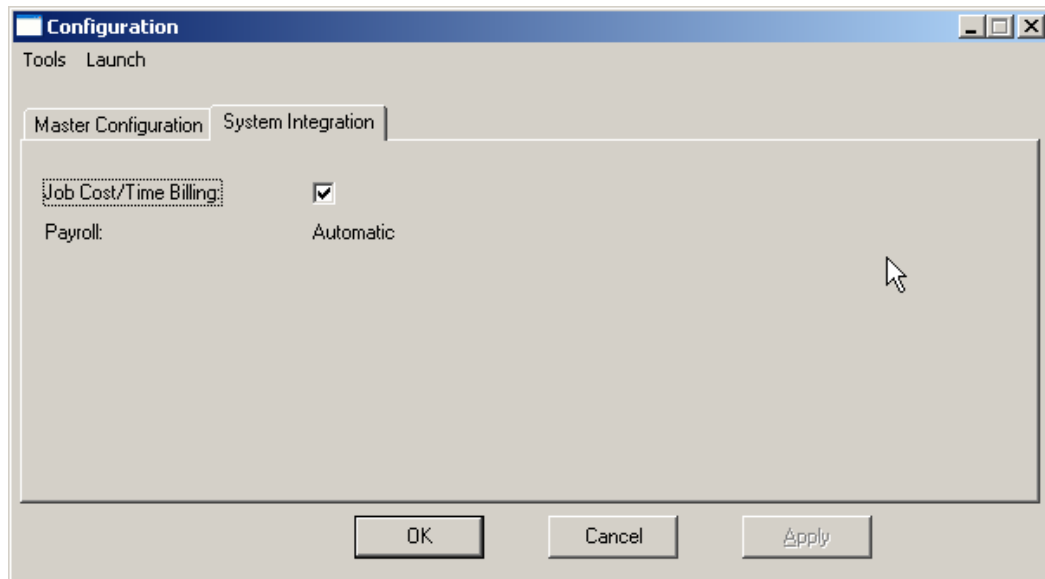 Configuration
Tools Launch
Master Configuration System Integration
Job Cost/Time Billing:
Payroll: Automatic
OK Cancel Apply